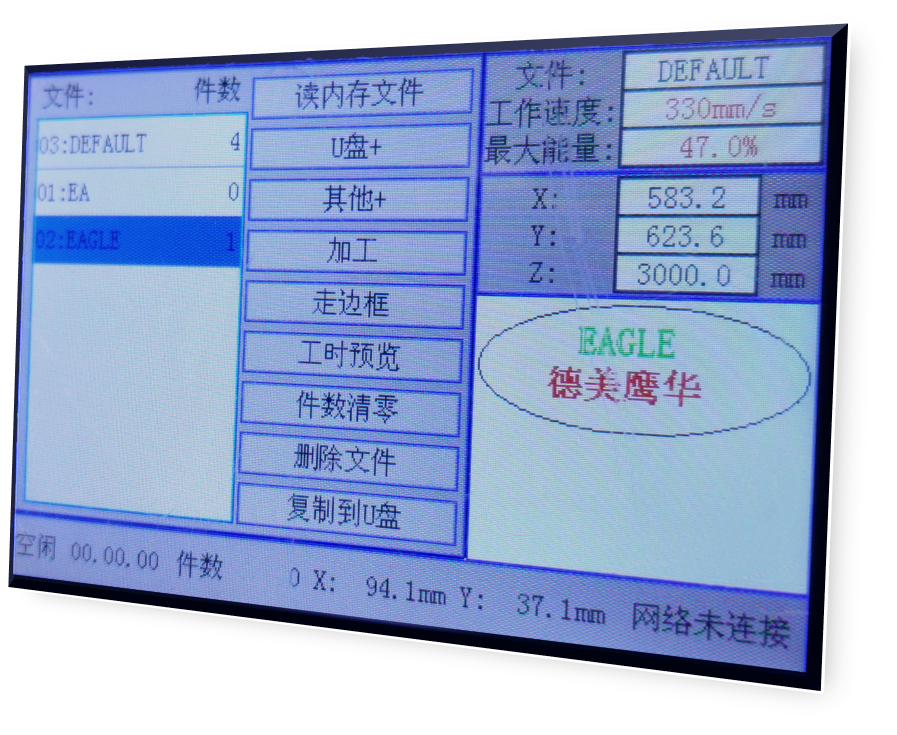 文件: 件数
03:DEFAULT 4
01:EA 0
02:EAGLE 1
读内存文件
U盘+
其他+
加工
走边框
工时预览
件数清零
删除文件
复制到U盘
文件: DEFAULT
工作速度: 330mm/s
最大能量: 47.0%
X: 583.2 mm
Y: 623.6 mm
Z: 3000.0 mm
EAGLE
德美鹰华
空闲 00.00.00 件数 0 X: 94.1mm Y: 37.1mm 网络未连接